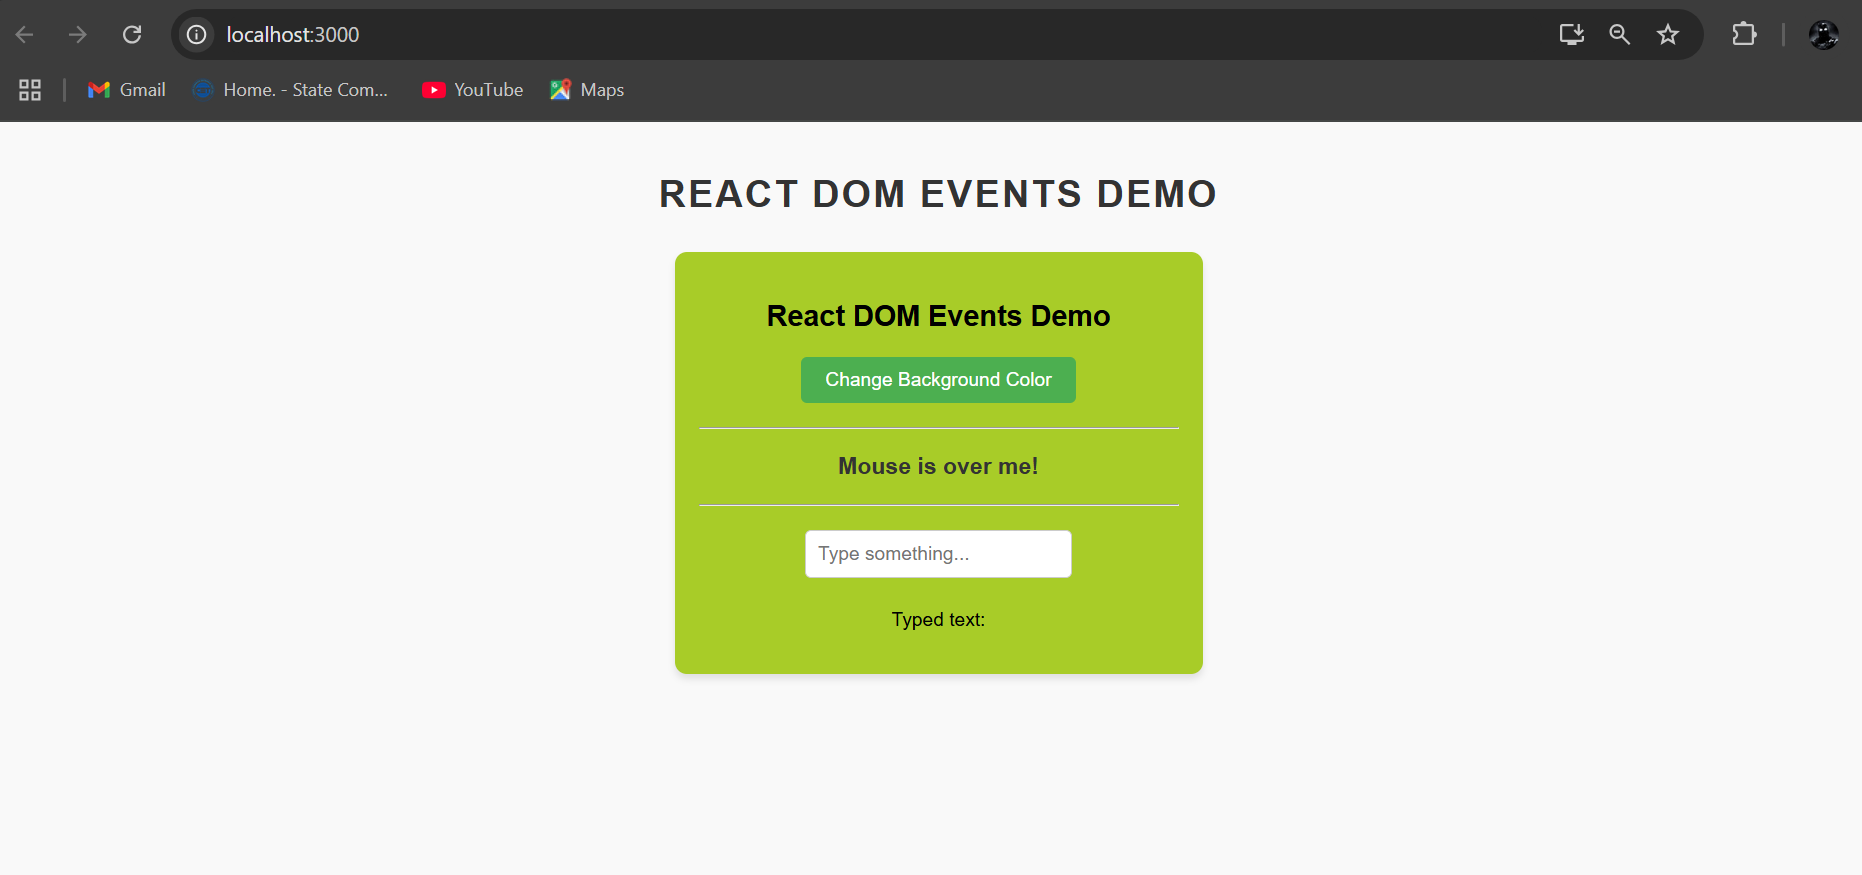 localhost:3000
Gmail
Home. - State Com...
YouTube
Maps
REACT DOM EVENTS DEMO
React DOM Events Demo
Change Background Color
Mouse is over me!
Type something...
Typed text: